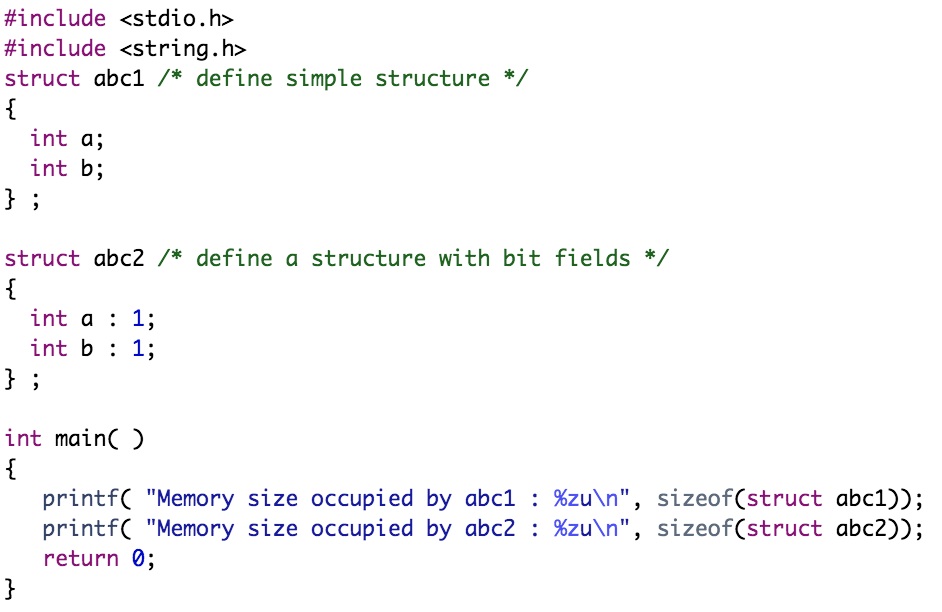 #include <stdio.h>
#include <string.h>
struct abc1 /* define simple structure */
{
  int a;
  int b;
} ;

struct abc2 /* define a structure with bit fields */
{
  int a : 1;
  int b : 1;
} ;

int main( )
{
   printf( "Memory size occupied by abc1 : %zu\n", sizeof(struct abc1));
   printf( "Memory size occupied by abc2 : %zu\n", sizeof(struct abc2));
   return 0;
}